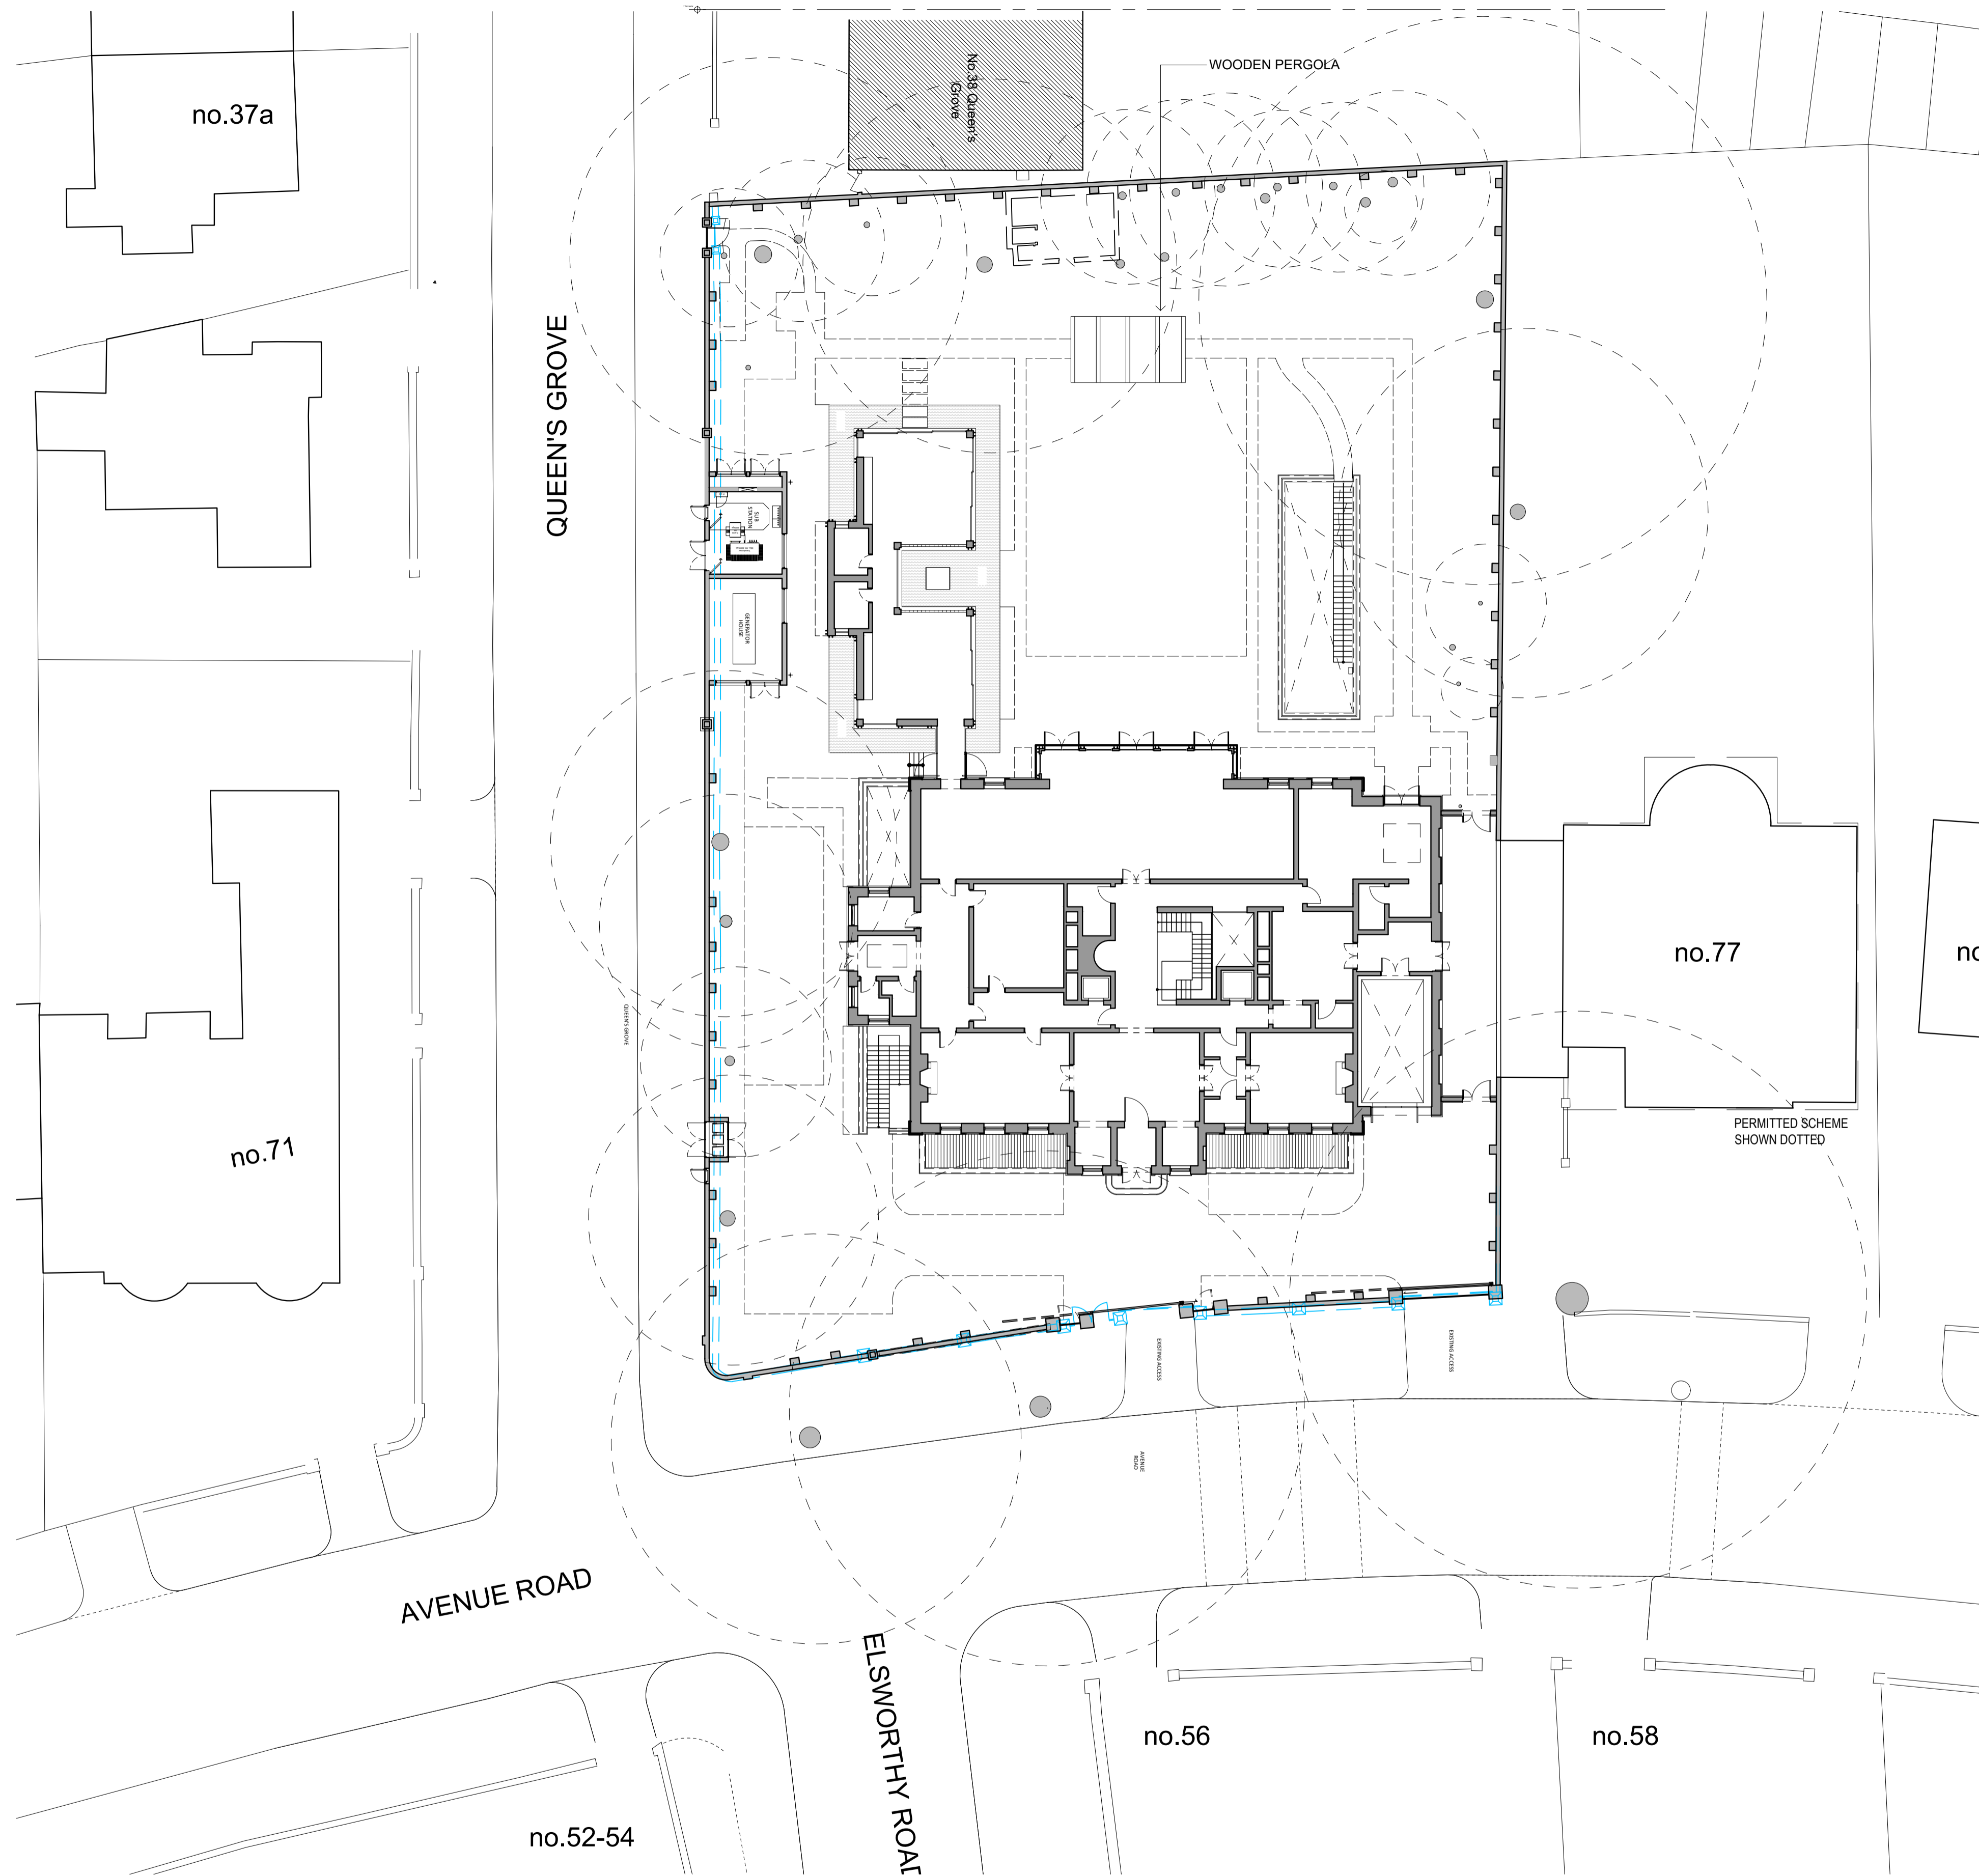 no.37a
No.38 Queen's
Grove
WOODEN PERGOLA
QUEEN'S GROVE
SUB
STATION
GENERATOR
HOUSE
no.77
no.71
QUEEN'S GROVE
PERMITTED SCHEME
SHOWN DOTTED
EXISTING ACCESS
EXISTING ACCESS
AVENUE
ROAD
AVENUE ROAD
ELSWORTHY ROAD
no.56
no.58
no.52-54